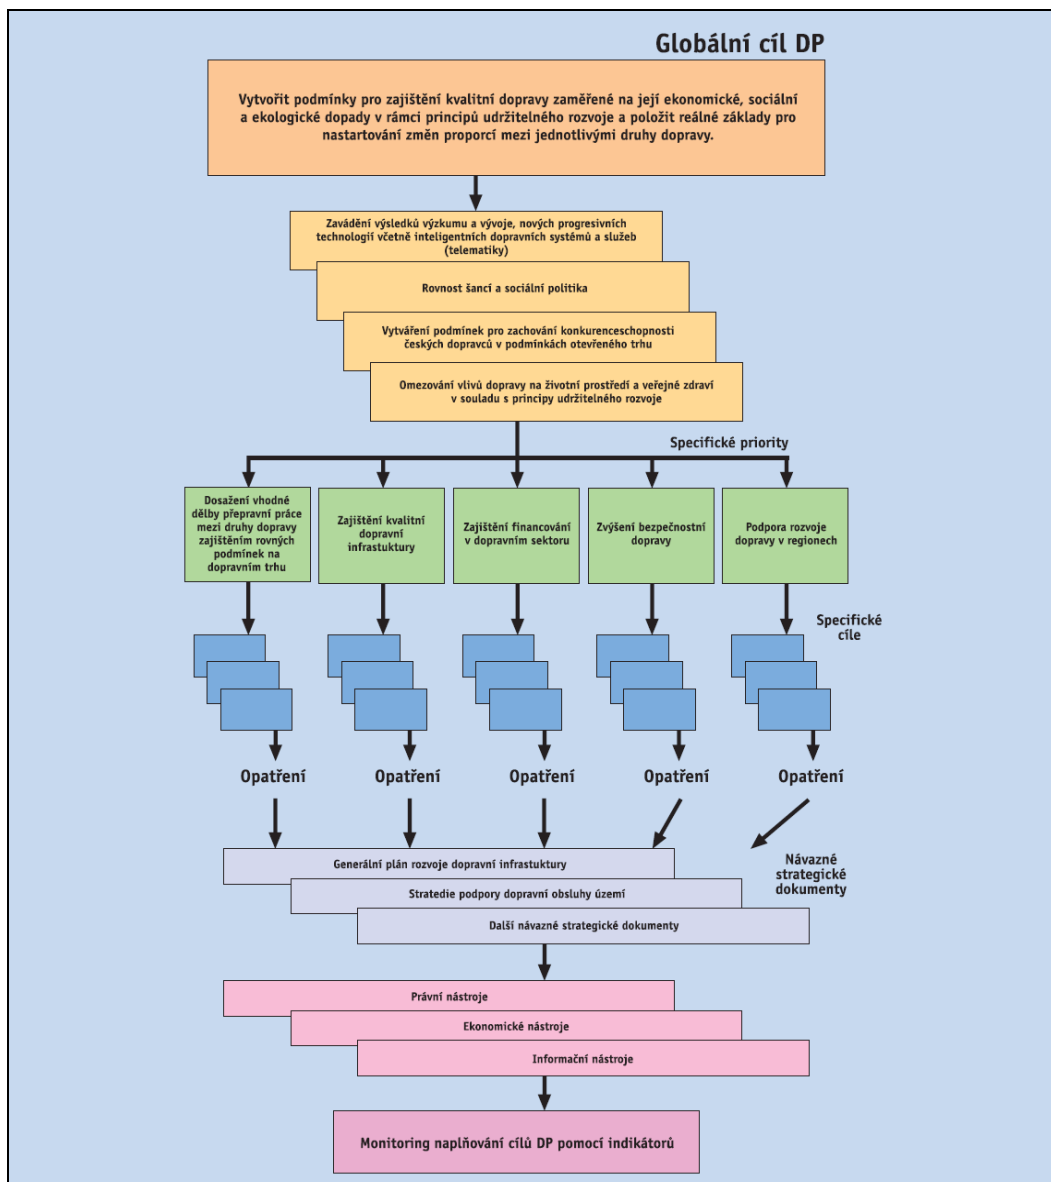 Globální cíl DP
Vytvořit podmínky pro zajištění kvalitní dopravy zaměřené na její ekonomické, sociální
a ekologické dopady v rámci principů udržitelného rozvoje a položit reálné základy pro
nastartování změn proporcí mezi jednotlivými druhy dopravy.
Zavádění výsledků výzkumu a vývoje, nových progresivních
technologií včetně inteligentních dopravních systémů a služeb
(telematiky)
Rovnost šancí a sociální politika
Vytváření podmínek pro zachování konkurenceschopnosti
českých dopravců v podmínkách otevřeného trhu
Omezování vlivů dopravy na životní prostředí a veřejné zdraví
v souladu s principy udržitelného rozvoje
Specifické priority
Dosažení vhodné
dělby přepravní práce
mezi druhy dopravy
zajištěním rovných
podmínek na
dopravním trhu
Zajištění kvalitní
dopravní
infrastuktury
Zajištění financování
v dopravním sektoru
Zvýšení bezpečnostní
dopravy
Podpora rozvoje
dopravy v regionech
Specifické
cíle
Opatření
Opatření
Opatření
Opatření
Opatření
Návazné
strategické
dokumenty
Generální plán rozvoje dopravní infrastuktury
Stratedie podpory dopravní obsluhy území
Další návazné strategické dokumenty
Právní nástroje
Ekonomické nástroje
Informační nástroje
Monitoring naplňování cílů DP pomocí indikátorů